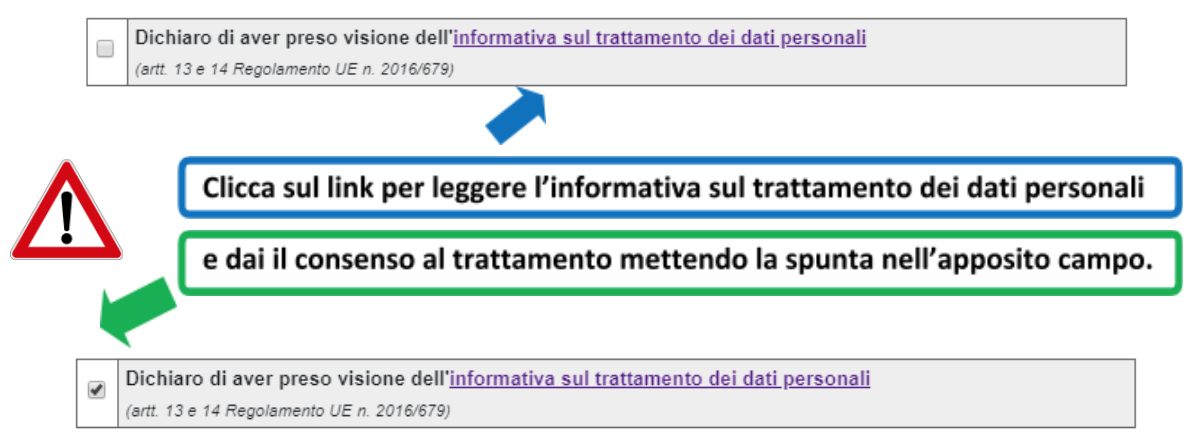 Dichiaro di aver preso visione dell'informativa sul trattamento dei dati personali
(artt. 13 e 14 Regolamento UE n. 2016/679)
Clicca sul link per leggere l’informativa sul trattamento dei dati personali
e dai il consenso al trattamento mettendo la spunta nell’apposito campo.
Dichiaro di aver preso visione dell'informativa sul trattamento dei dati personali
(artt. 13 e 14 Regolamento UE n. 2016/679)